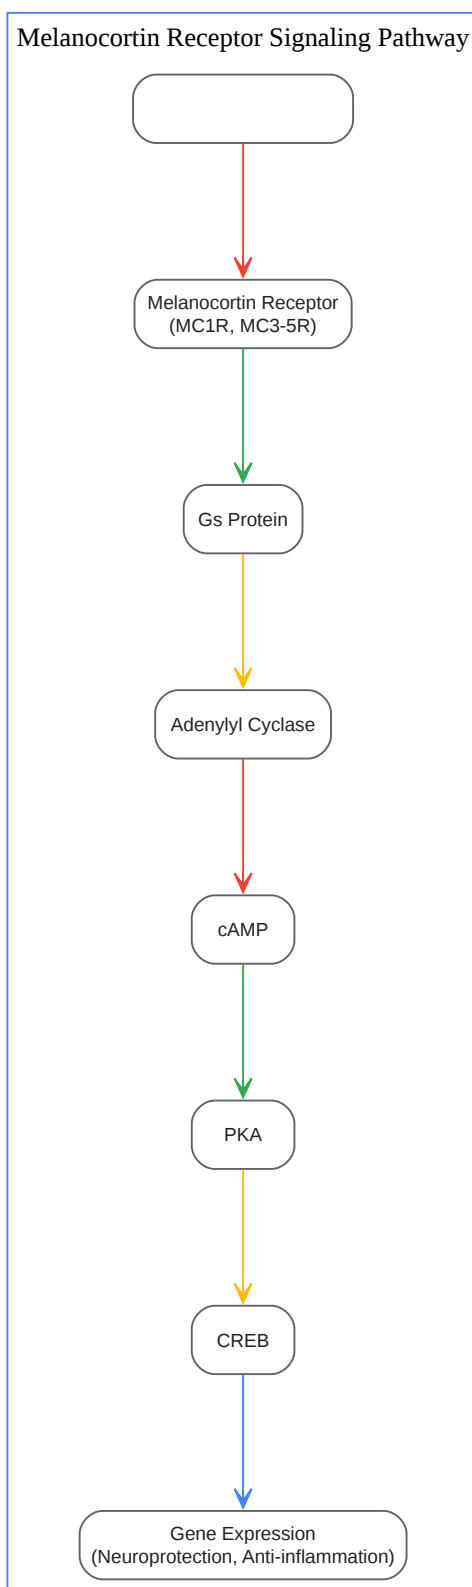 Melanocortin Receptor Signaling Pathway
Melanocortin Receptor
(MC1R, MC3-5R)
Gs Protein
Adenylyl Cyclase
cAMP
PKA
CREB
Gene Expression
(Neuroprotection, Anti-inflammation)